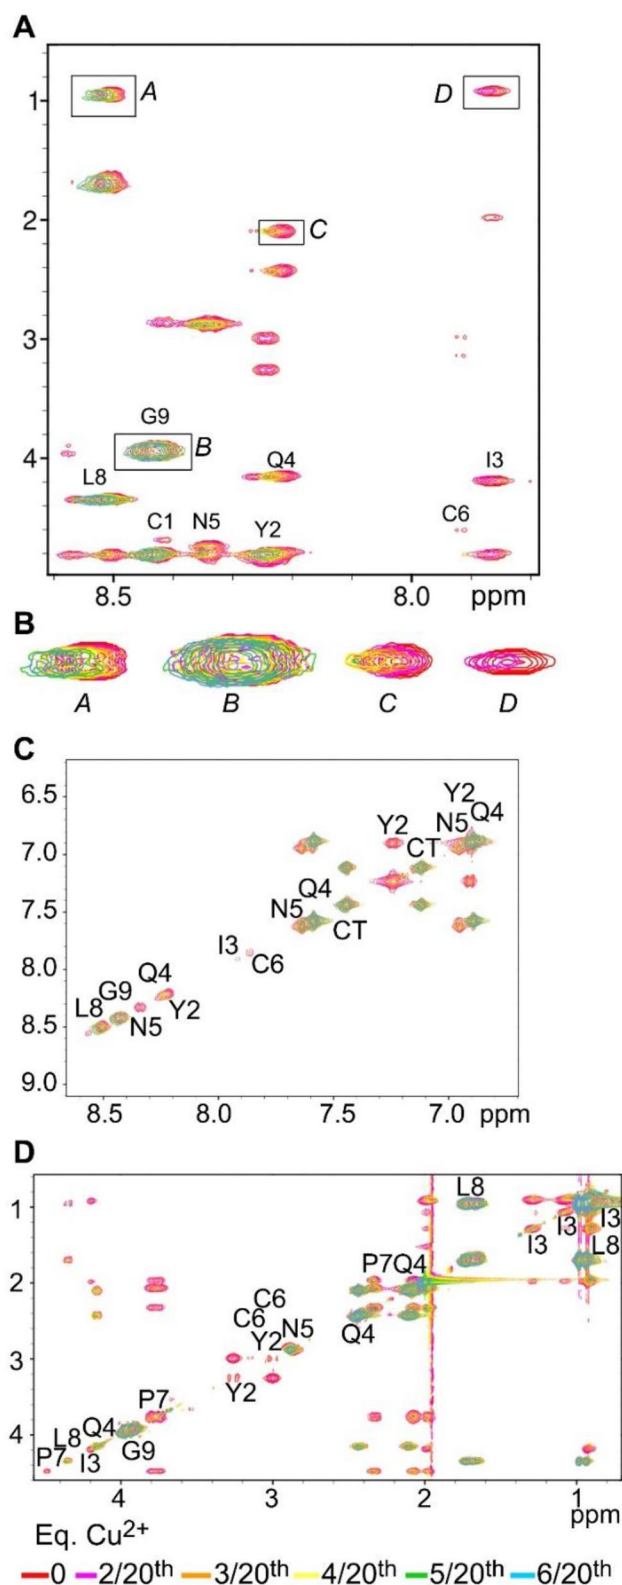 A
1
A
D
2
C
3
G9
4
B
Q4
I3
L8
C1
N5
Y2
C6
8.5
8.0
ppm
B
A
B
C
D
C
6.5
Y2
Y2
Q4
7.0
N5
CT
Q4
7.5
N5
CT
8.0
I3
Q4
C6
G9
L8
8.5
N5
Y2
9.0
8.5
8.0
7.5
7.0
ppm
D
L8
1
I3
I3
I3
L8
2
P7
Q4
C6
C6
Y2
N5
Q4
3
Y2
P7
L8
Q4
4
P7
I3
G9
4
3
2
1
ppm
Eq. Cu²⁺
0 2/20th 3/20th 4/20th 5/20th 6/20th